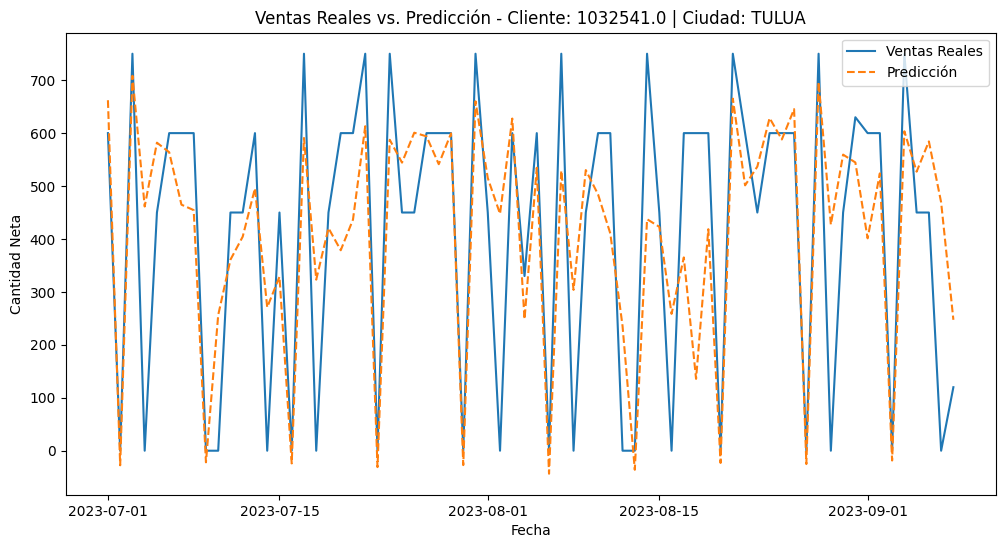 Ventas Reales vs. Predicción - Cliente: 1032541.0 | Ciudad: TULUA
Ventas Reales
Predicción
Cantidad Neta
700
600
500
400
300
200
100
0
2023-07-01
2023-07-15
2023-08-01
2023-08-15
2023-09-01
Fecha